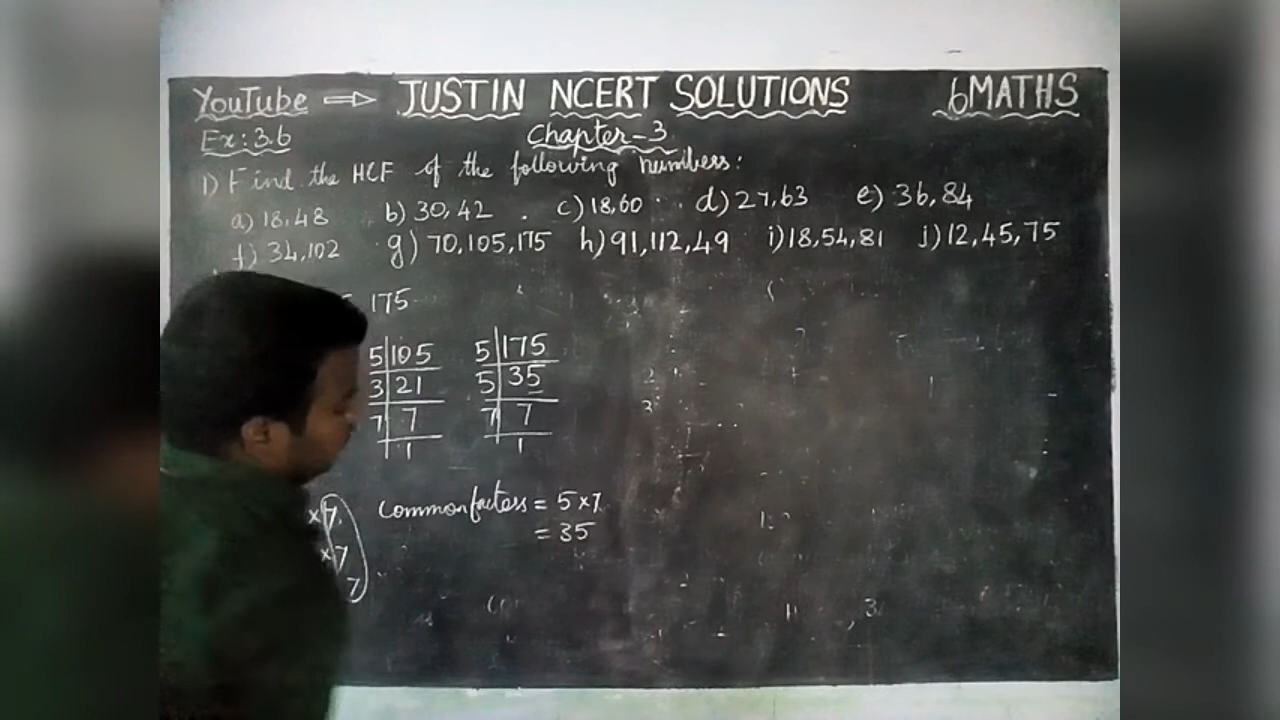 YouTube ⇒ JUSTIN NCERT SOLUTIONS 6MATHS
Ex: 3.6 Chapter-3
1) Find the HCF of the following numbers:
a) 18,48 b) 30,42 c) 18,60 d) 27,63 e) 36,84
f) 34,102 g) 70,105,175 h) 91,112,49 i) 18,54,81 j) 12,45,75
175
5|105 5|175
3|21 5|35
7|7 7|7
1 1
×7 Common factors = 5×7
= 35
×7
7